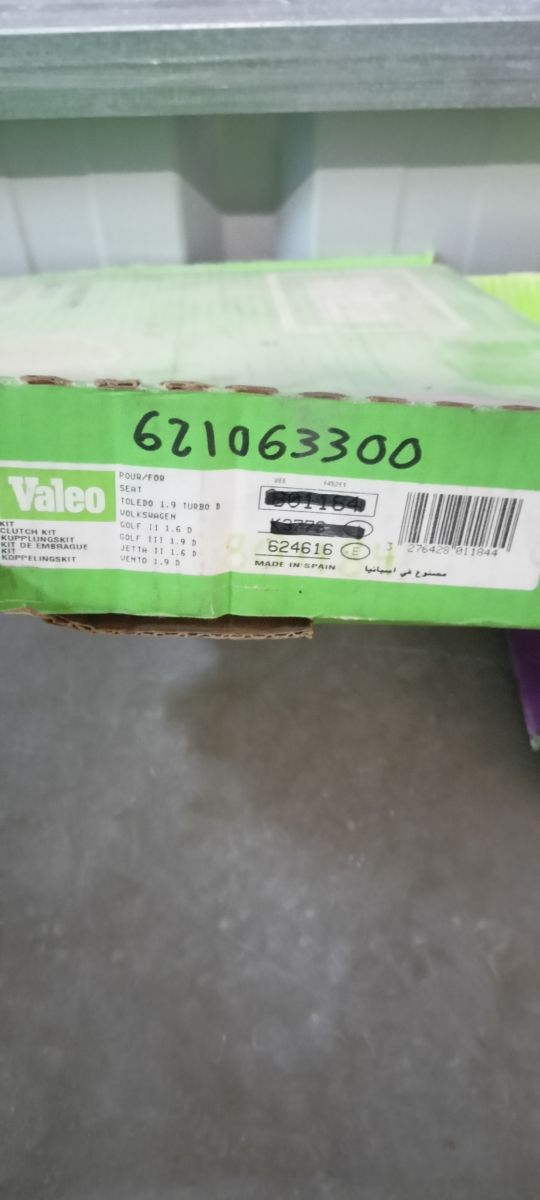 621063300
Valeo
KIT
CLUTCH KIT
KUPPLUNGSKIT
KIT DE EMBRAGUE
KIT
KOPPELINGSKIT
POUR/FOR
SEAT
TOLEDO 1.9 TURBO D
VOLKSWAGEN
GOLF II 1.6 D
GOLF III 1.9 D
JETTA II 1.6 D
VENTO 1.9 D
801184
624616 E
MADE IN SPAIN
مصنوع في اسبانيا
3 276428 011844